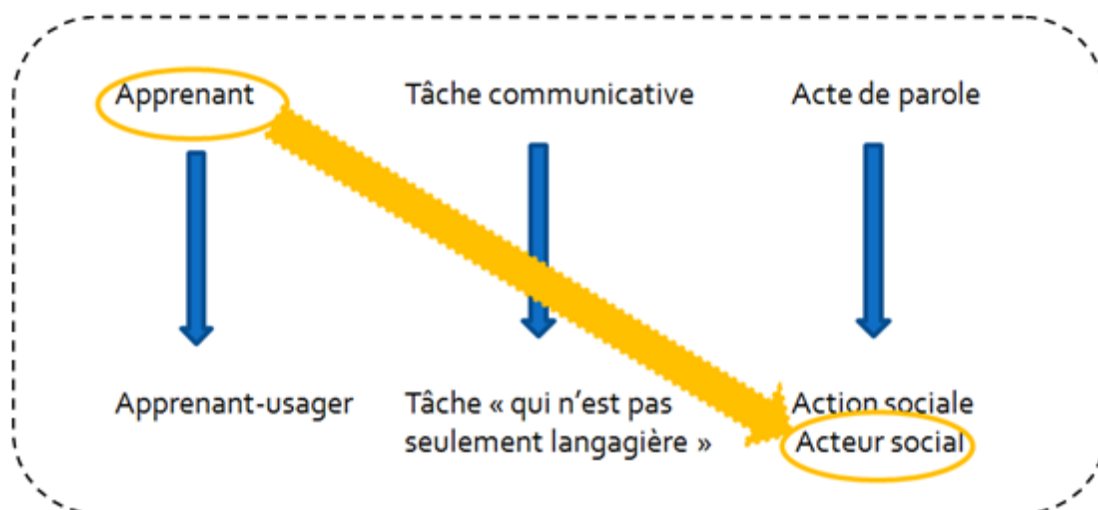 Apprenant
Tâche communicative
Acte de parole
Apprenant-usager
Tâche « qui n’est pas
seulement langagière »
Action sociale
Acteur social